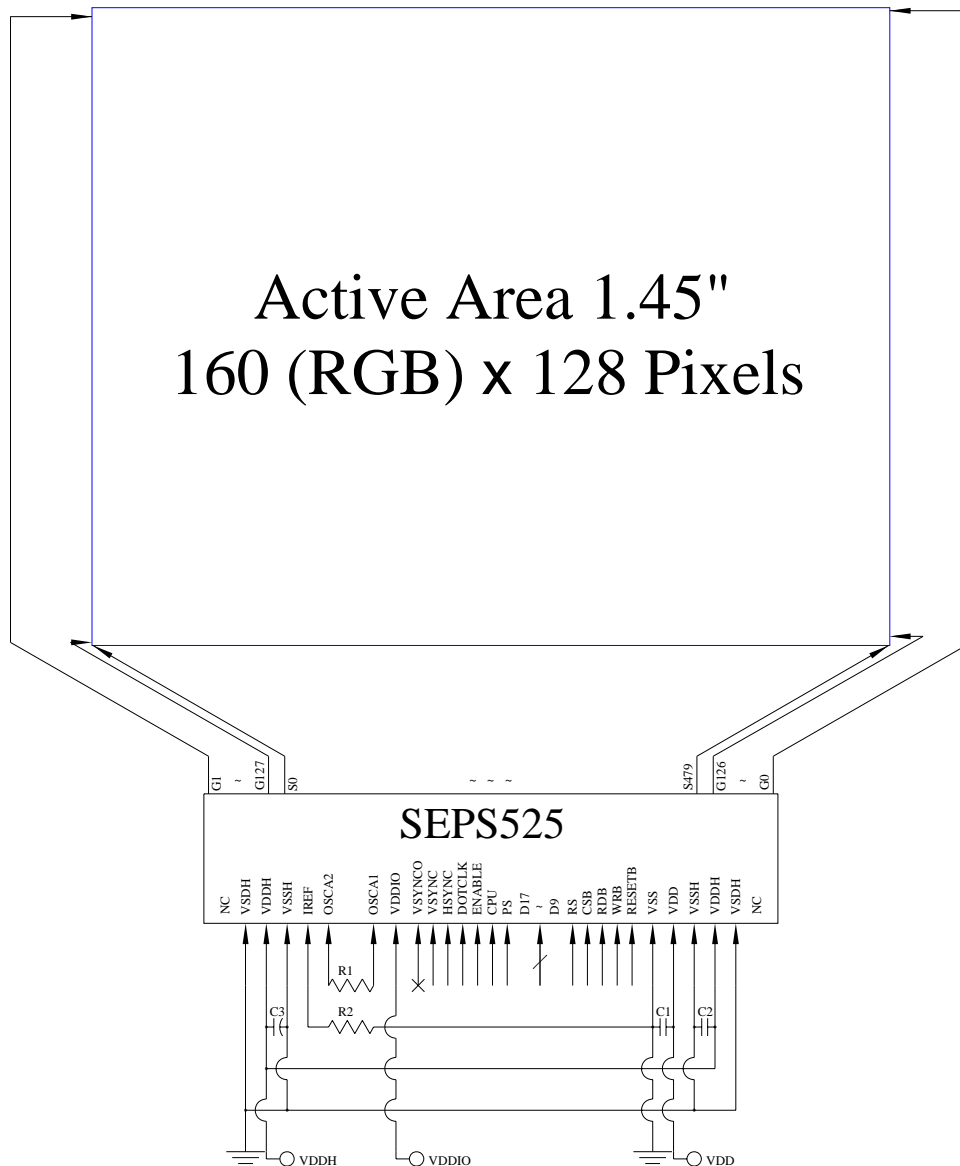 Active Area 1.45"
160 (RGB) x 128 Pixels
G1
~
G127
S0
~
~
~
S479
G126
~
G0
SEPS525
NC
VSDH
VDDH
VSSH
IREF
OSCA2
OSCA1
VDDIO
VSYNCO
VSYNC
HSYNC
DOTCLK
ENABLE
CPU
PS
D17
~
D9
RS
CSB
RDB
WRB
RESETB
VSS
VDD
VSSH
VDDH
VSDH
NC
R1
C3
R2
C1
C2
VDDH
VDDIO
VDD